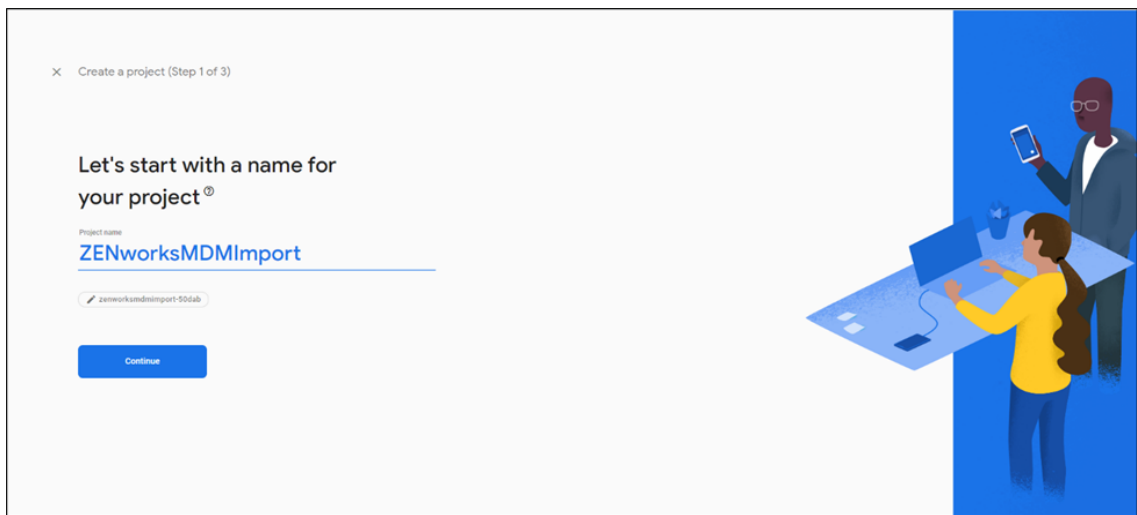 Create a project (Step 1 of 3)
Let's start with a name for
your project
Project name
ZENworksMDMImport
zenworksmdmimport-50dab
Continue